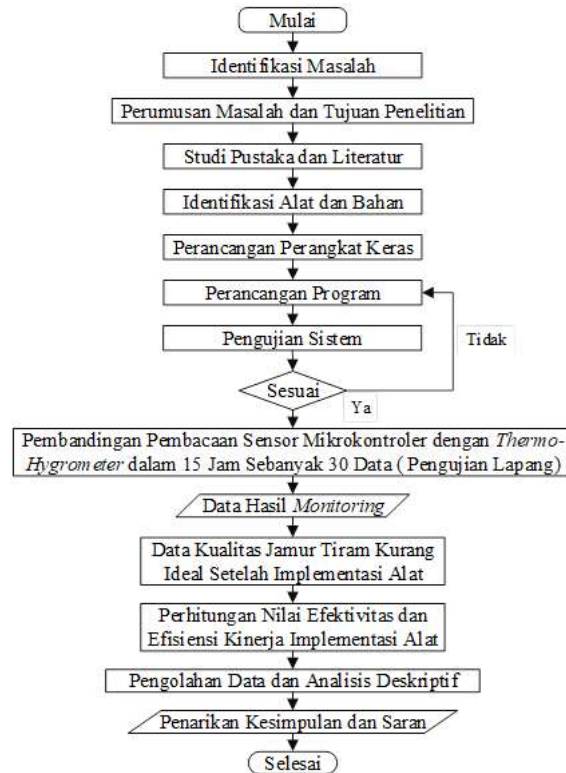 Mulai
Identifikasi Masalah
Perumusan Masalah dan Tujuan Penelitian
Studi Pustaka dan Literatur
Identifikasi Alat dan Bahan
Perancangan Perangkat Keras
Perancangan Program
Pengujian Sistem
Tidak
Sesuai
Ya
Pembandingan Pembacaan Sensor Mikrokontroler dengan Thermo-
Hygrometer dalam 15 Jam Sebanyak 30 Data ( Pengujian Lapang)
Data Hasil Monitoring
Data Kualitas Jamur Tiram Kurang
Ideal Setelah Implementasi Alat
Perhitungan Nilai Efektivitas dan
Efisiensi Kinerja Implementasi Alat
Pengolahan Data dan Analisis Deskriptif
Penarikan Kesimpulan dan Saran
Selesai